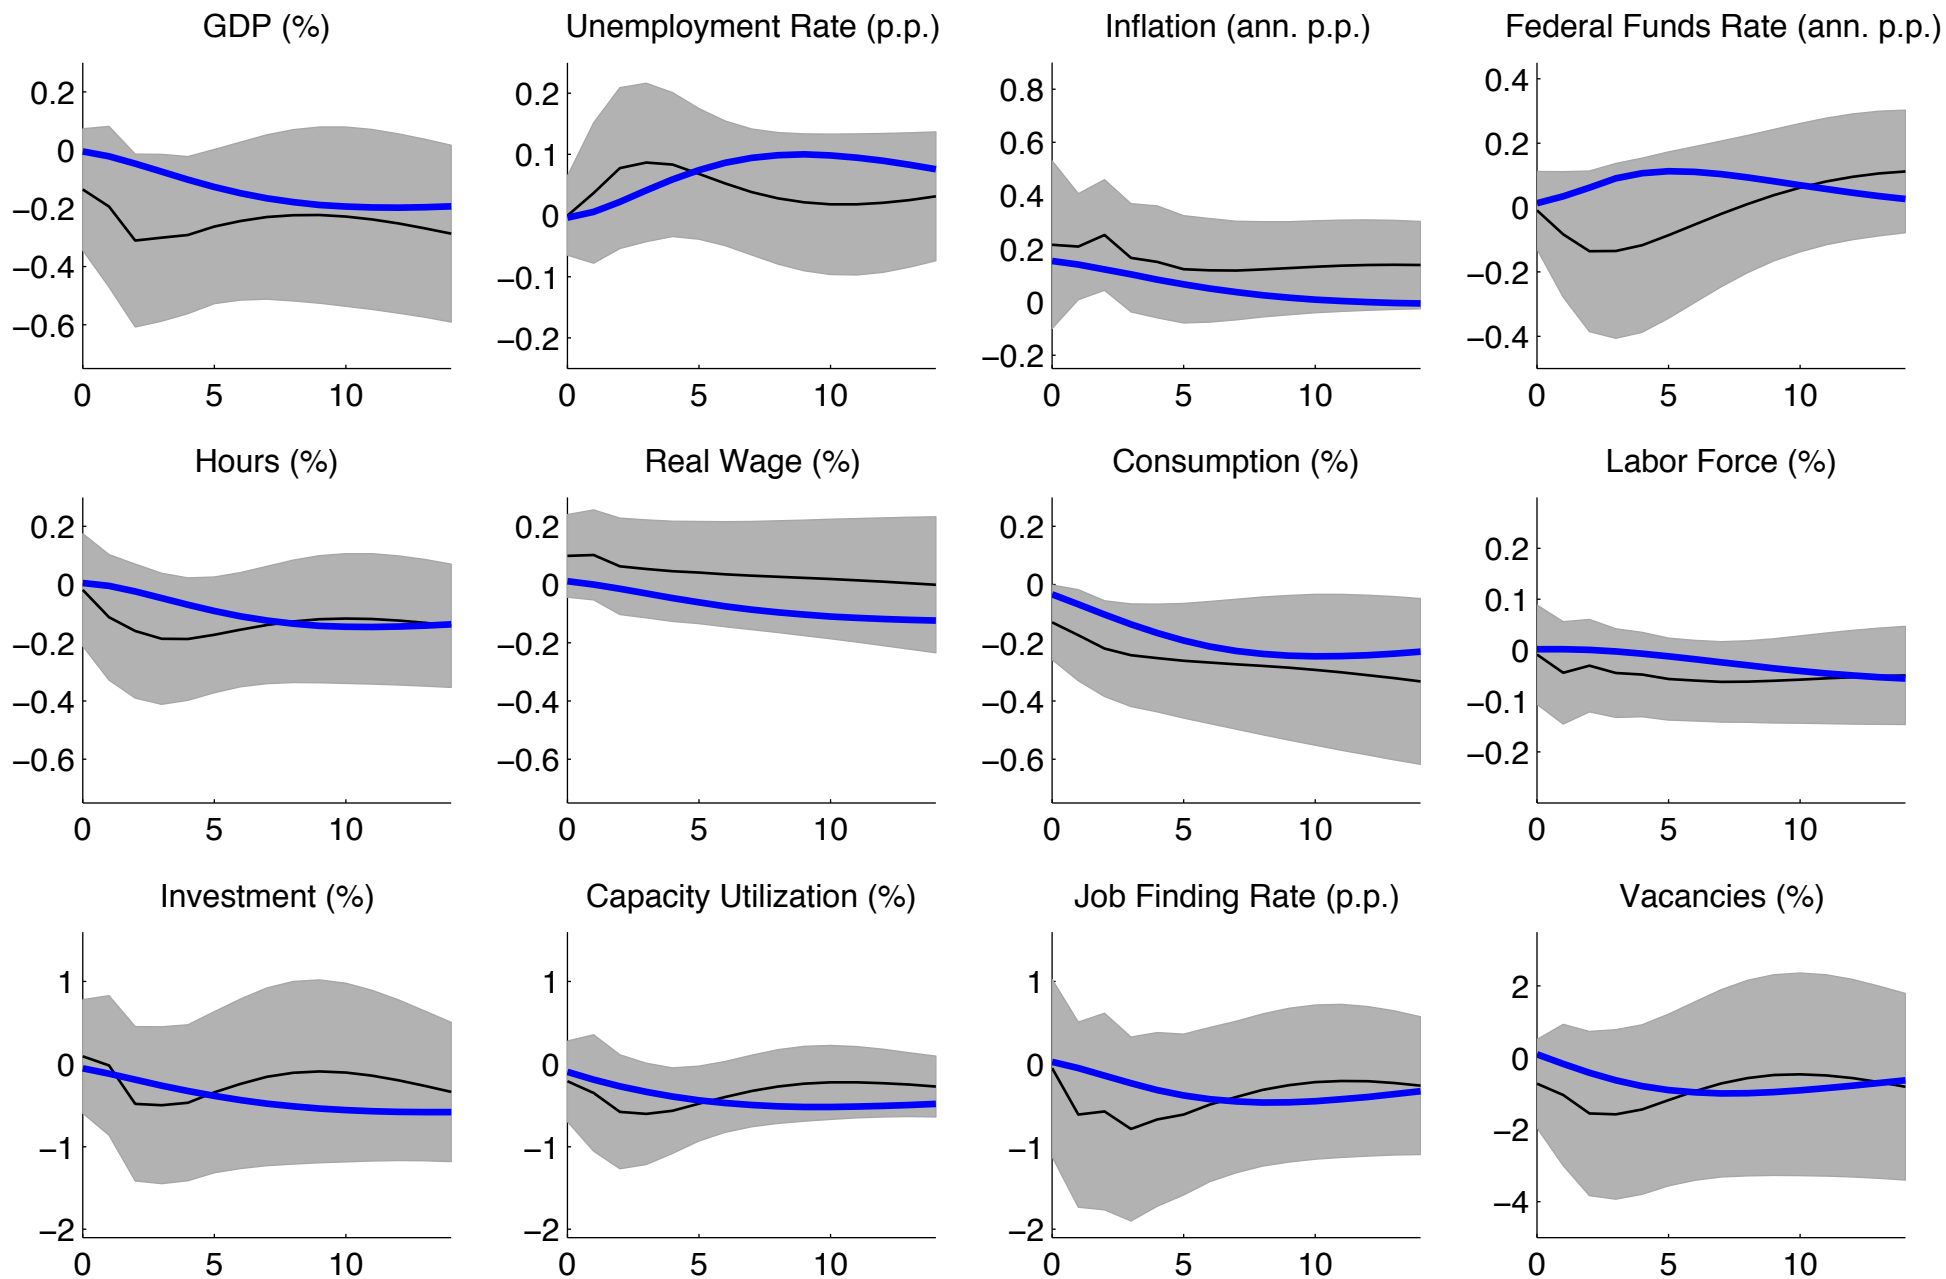 GDP (%)
Unemployment Rate (p.p.)
Inflation (ann. p.p.)
Federal Funds Rate (ann. p.p.)
0.2
0
−0.2
−0.4
−0.6
0 5 10
0.2
0.1
0
−0.1
−0.2
0 5 10
0.8
0.6
0.4
0.2
0
−0.2
0 5 10
0.4
0.2
0
−0.2
−0.4
0 5 10
Hours (%)
Real Wage (%)
Consumption (%)
Labor Force (%)
0.2
0
−0.2
−0.4
−0.6
0 5 10
0.2
0
−0.2
−0.4
−0.6
0 5 10
0.2
0
−0.2
−0.4
−0.6
0 5 10
0.2
0.1
0
−0.1
−0.2
0 5 10
Investment (%)
Capacity Utilization (%)
Job Finding Rate (p.p.)
Vacancies (%)
1
0
−1
−2
0 5 10
1
0
−1
−2
0 5 10
1
0
−1
−2
0 5 10
2
0
−2
−4
0 5 10